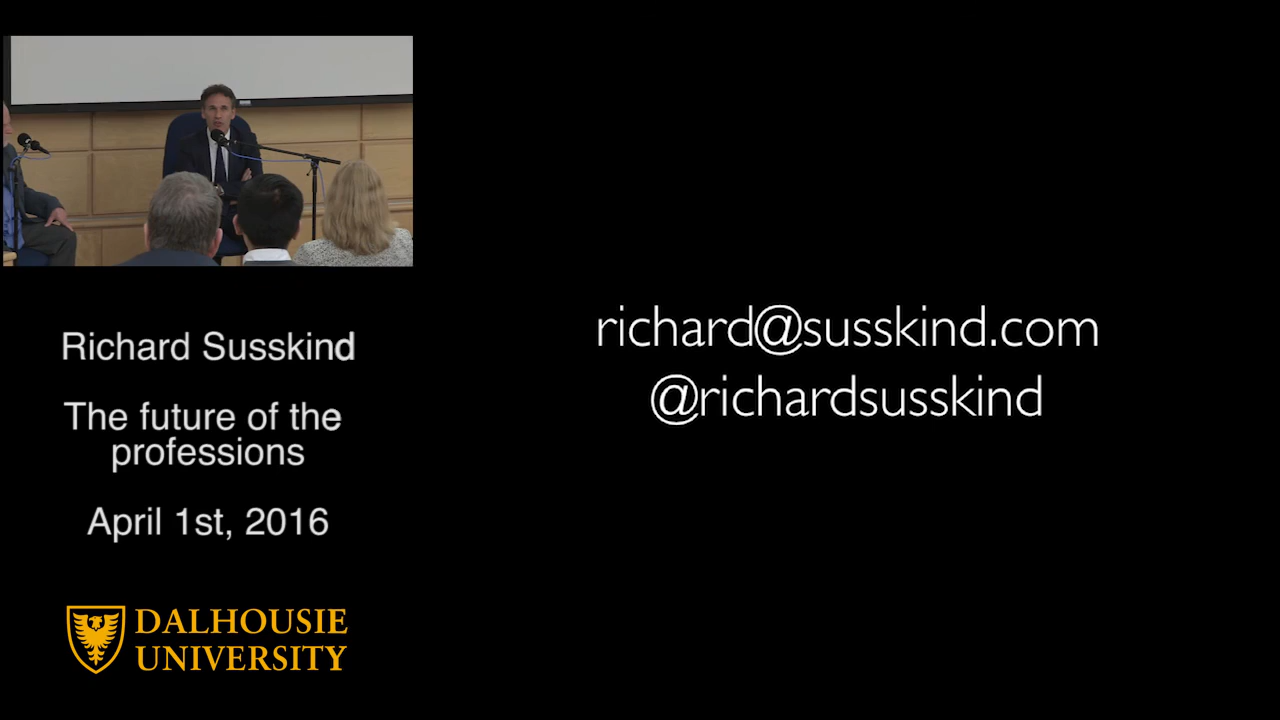 Richard Susskind
The future of the
professions
April 1st, 2016
DALHOUSIE
UNIVERSITY
richard@susskind.com
@richardsusskind